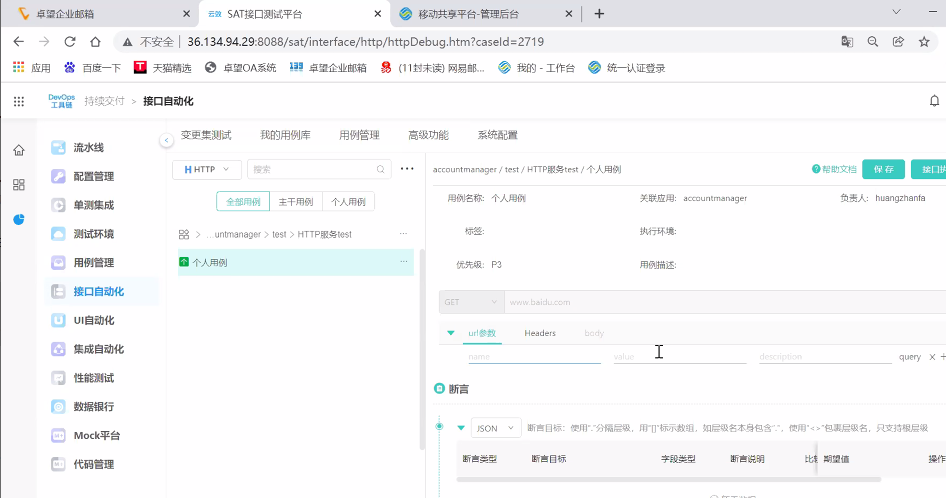 卓望企业邮箱
云效 SAT接口测试平台
移动共享平台-管理后台
不安全 36.134.94.29:8088/sat/interface/http/httpDebug.htm?caseId=2719
应用 百度一下 天猫精选 卓望OA系统 卓望企业邮箱 (11封未读) 网易邮... 我的 - 工作台 统一认证登录
DevOps
工具链
持续交付 > 接口自动化
变更集测试 我的用例库 用例管理 高级功能 系统配置
流水线
配置管理
单测集成
测试环境
用例管理
接口自动化
UI自动化
集成自动化
性能测试
数据银行
Mock平台
代码管理
HTTP 搜索
全部用例 主干用例 个人用例
...untmanager > test > HTTP服务test
个人用例
accountmanager / test / HTTP服务test / 个人用例
帮助文档 保存
用例名称: 个人用例 关联应用: accountmanager 负责人: huangzhanfa
标签: 执行环境:
优先级: P3 用例描述:
GET www.baidu.com
url参数 Headers body
name value description query
断言
JSON 断言目标: 使用"."分隔层级, 用"[]"标示数组, 如层级名本身包含".", 使用"<>"包裹层级名, 只支持根层级
断言类型 断言目标 字段类型 断言说明 期望值 操作